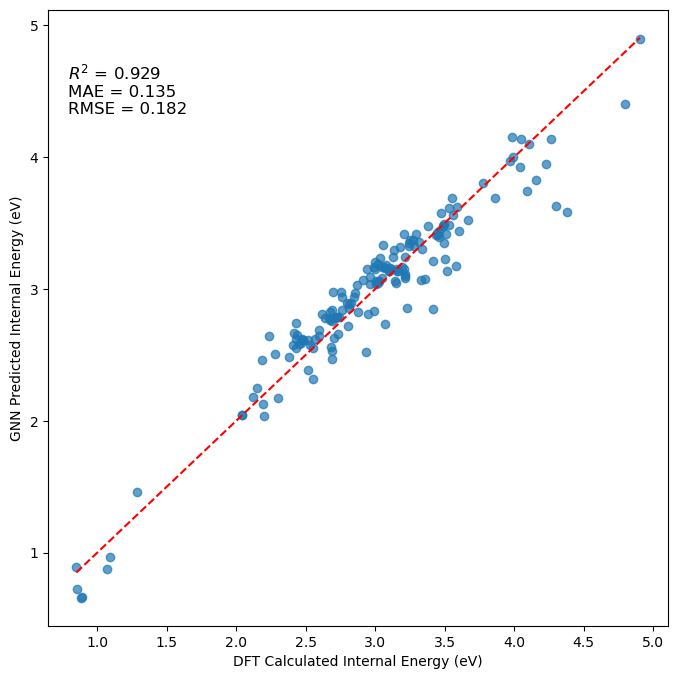 5
4
3
2
1
GNN Predicted Internal Energy (eV)
R² = 0.929
MAE = 0.135
RMSE = 0.182
1.0 1.5 2.0 2.5 3.0 3.5 4.0 4.5 5.0
DFT Calculated Internal Energy (eV)